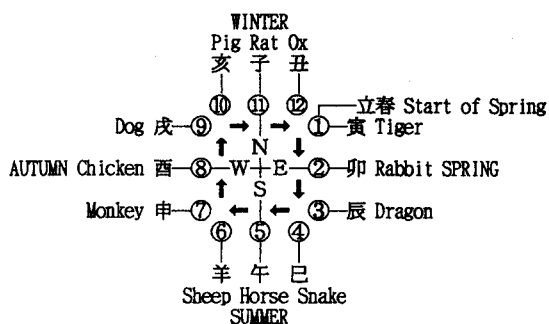 WINTER
Pig Rat Ox
亥 子 丑
⑩ ⑪ ⑫
立春 Start of Spring
Dog 戌 ⑨ ① 寅 Tiger
N
AUTUMN Chicken 酉 ⑧ W E ② 卯 Rabbit SPRING
S
Monkey 申 ⑦ ③ 辰 Dragon
⑥ ⑤ ④
羊 午 巳
Sheep Horse Snake
SUMMER